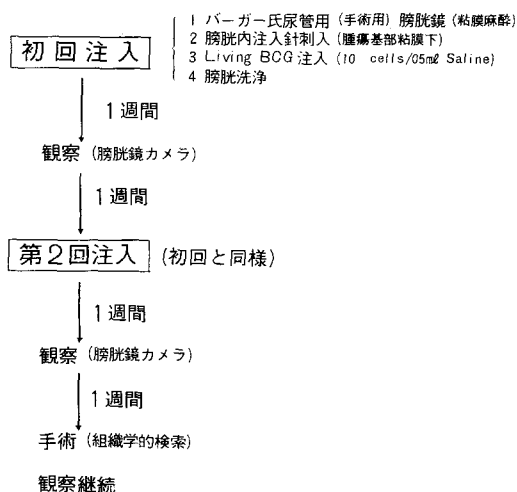 初回注入
1 バーガー氏尿管用 (手術用) 膀胱鏡 (粘膜麻酔)
2 膀胱内注入針刺入 (腫瘍基部粘膜下)
3 Living BCG 注入 (10 cells/05ml Saline)
4 膀胱洗浄
1週間
観察 (膀胱鏡カメラ)
1週間
第2回注入 (初回と同様)
1週間
観察 (膀胱鏡カメラ)
1週間
手術 (組織学的検索)
観察継続